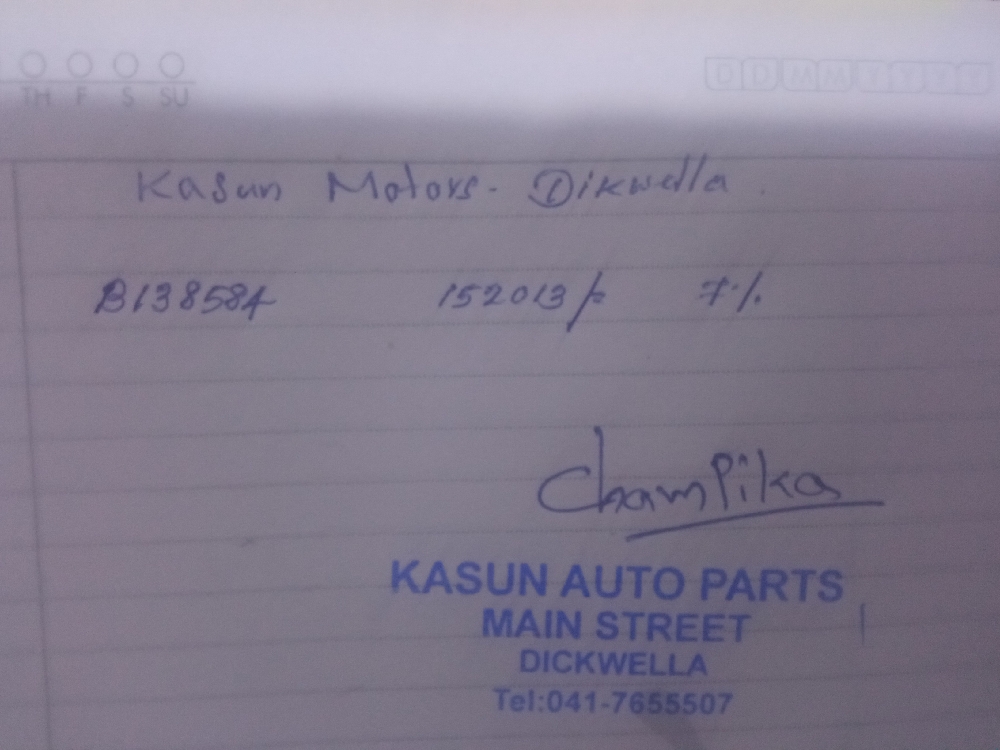 TH F S SU
D D M M Y Y Y Y
Kasun Motors - Dikwella.
B138584 152013/= 7%
Champika
KASUN AUTO PARTS
MAIN STREET
DICKWELLA
Tel:041-7655507